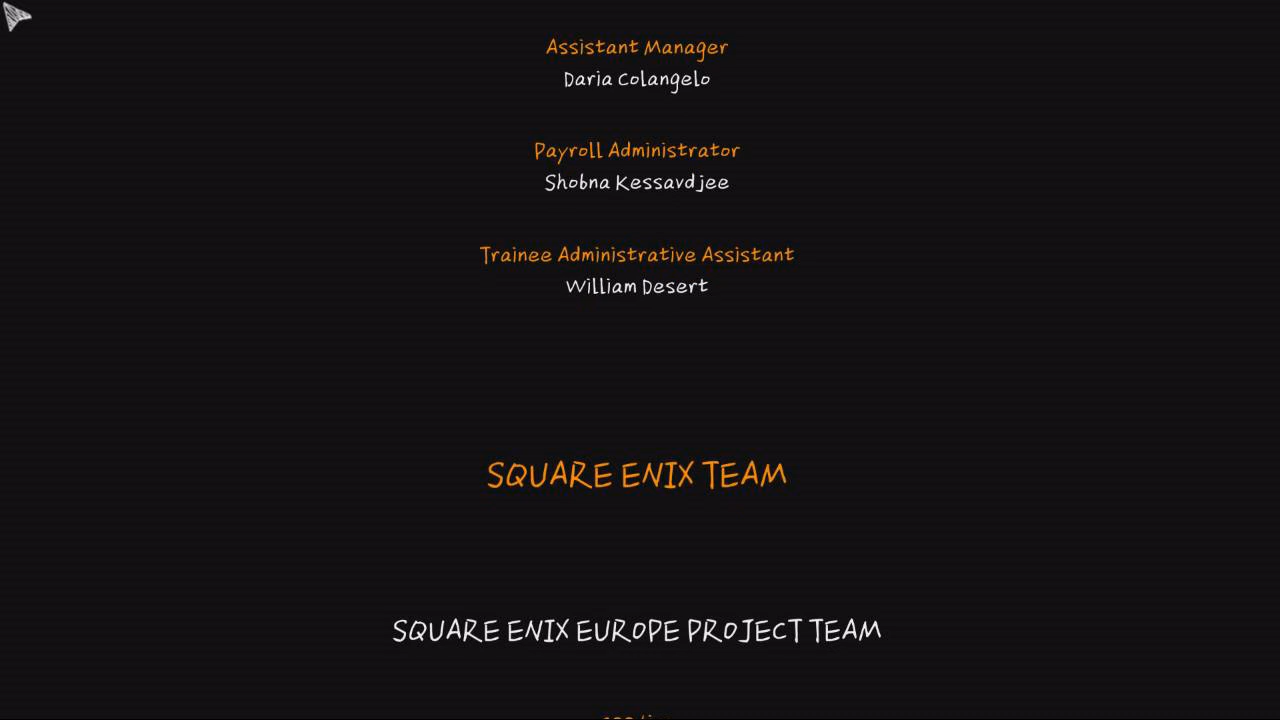 Assistant Manager
Daria Colangelo
Payroll Administrator
Shobna Kessavdjee
Trainee Administrative Assistant
William Desert
SQUARE ENIX TEAM
SQUARE ENIX EUROPE PROJECT TEAM